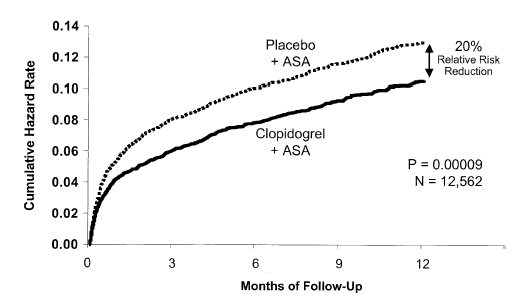 0.14
0.14
0.10
0.08
0.06
0.04
0.02
0.00
Cumulative Hazard Rate
Placebo
+ ASA
20%
Relative Risk
Reduction
Clopidogrel
+ ASA
P = 0.00009
N = 12,562
0 3 6 9 12
Months of Follow-Up